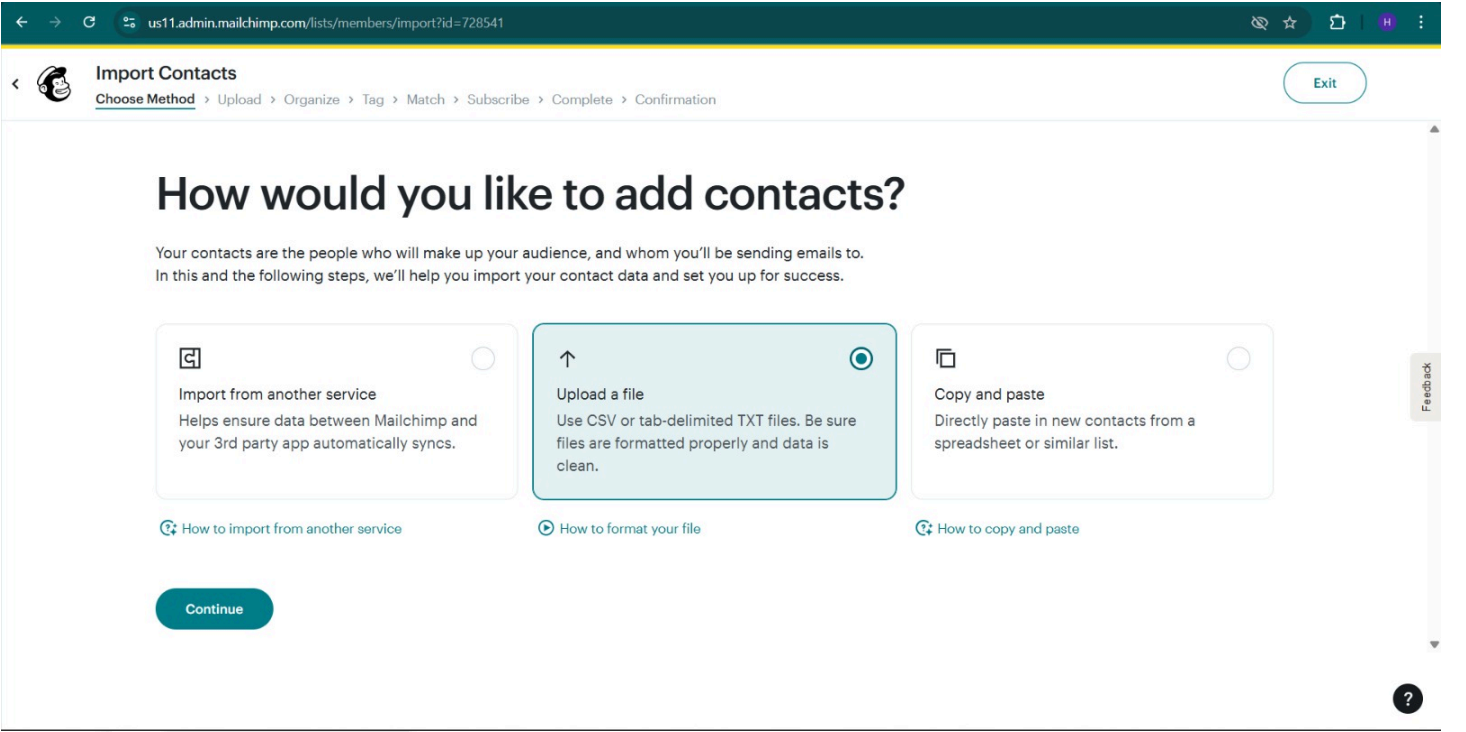 us11.admin.mailchimp.com/lists/members/import?id=728541
H
Import Contacts
Choose Method > Upload > Organize > Tag > Match > Subscribe > Complete > Confirmation
Exit
How would you like to add contacts?
Your contacts are the people who will make up your audience, and whom you’ll be sending emails to.
In this and the following steps, we’ll help you import your contact data and set you up for success.
Import from another service
Helps ensure data between Mailchimp and
your 3rd party app automatically syncs.
Upload a file
Use CSV or tab-delimited TXT files. Be sure
files are formatted properly and data is
clean.
Copy and paste
Directly paste in new contacts from a
spreadsheet or similar list.
Feedback
How to import from another service
How to format your file
How to copy and paste
Continue
?